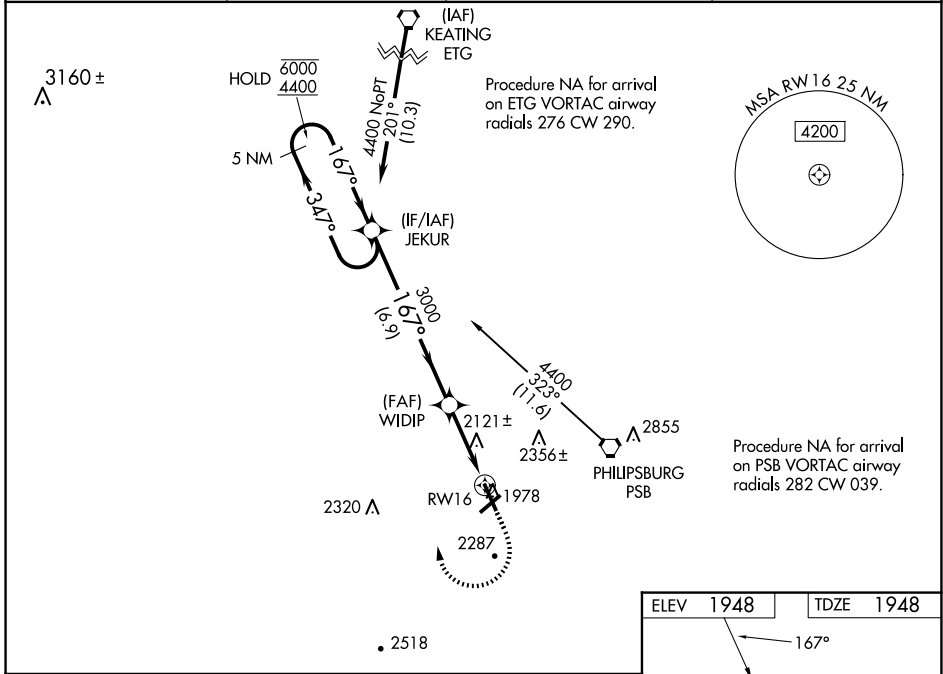 (IAF)
KEATING
ETG
3160 ±
HOLD 6000
4400
4400 NoPT
201°
(10.3)
Procedure NA for arrival
on ETG VORTAC airway
radials 276 CW 290.
MSA RW 16 25 NM
4200
5 NM
167°
347°
(IF/IAF)
JEKUR
3000
167°
(6.9)
4400
323°
(11.6)
(FAF)
WIDIP
2121 ±
2356 ±
2855
PHILIPSBURG
PSB
Procedure NA for arrival
on PSB VORTAC airway
radials 282 CW 039.
RW16
1978
2320
2287
2518
ELEV 1948
TDZE 1948
167°